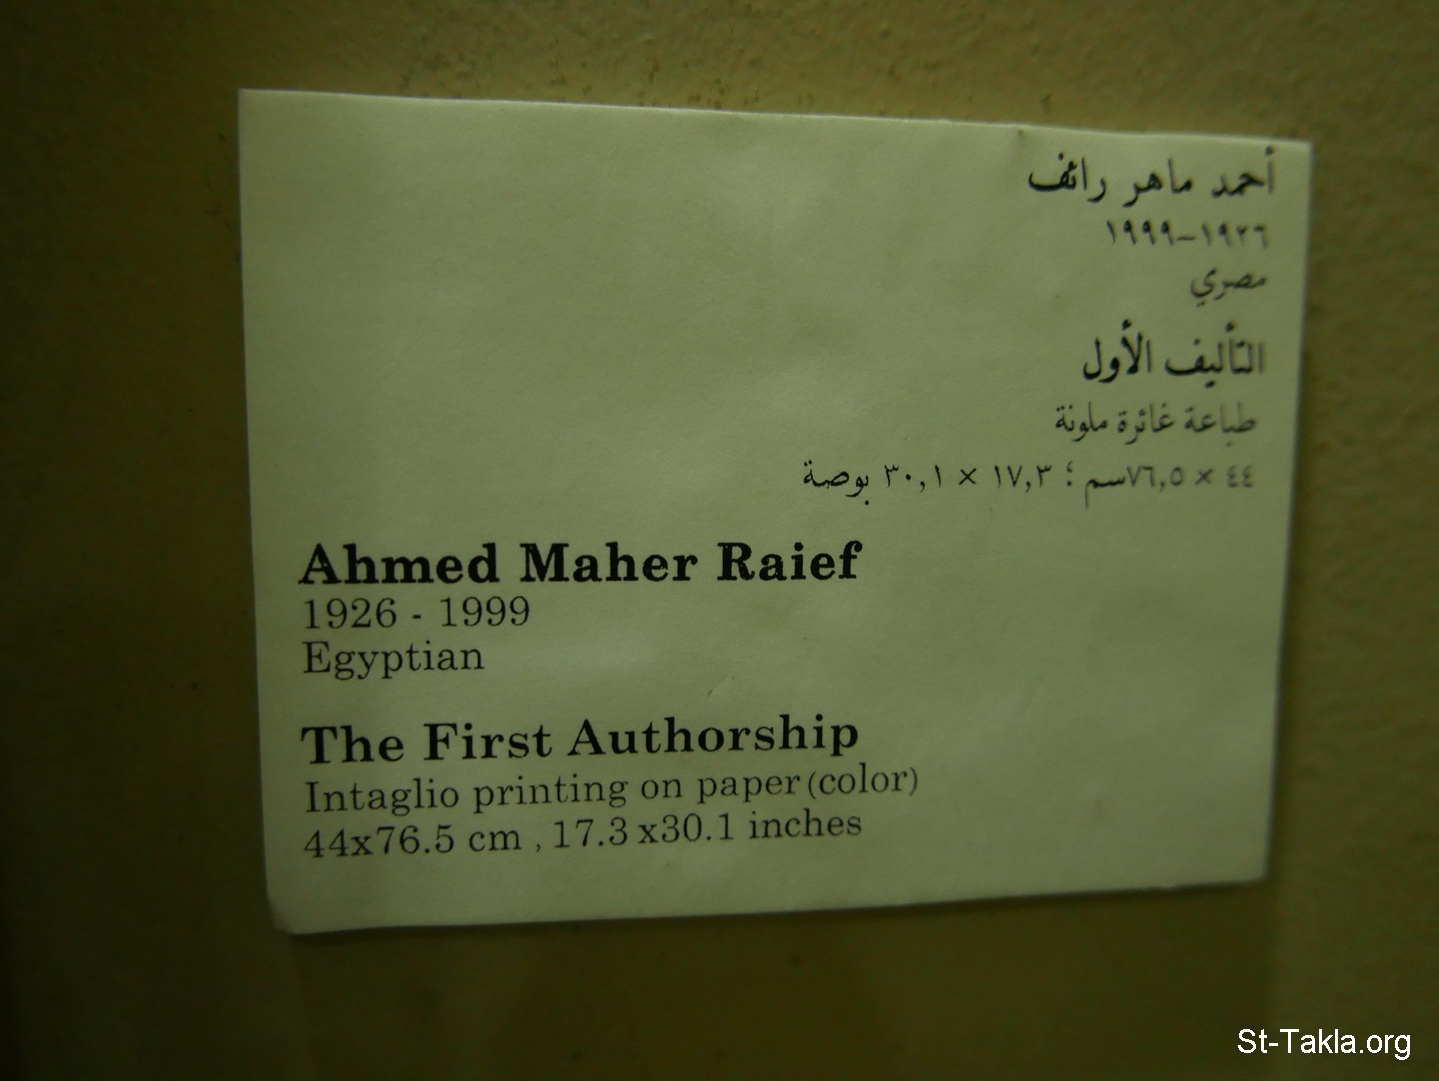 أحمد ماهر رائف
١٩٢٦-١٩٩٩
مصري
التأليف الأول
طباعة غائرة ملونة
٤٤ × ٧٦,٥سم ؛ ١٧,٣ × ٣٠,١ بوصة
Ahmed Maher Raief
1926 - 1999
Egyptian
The First Authorship
Intaglio printing on paper (color)
44x76.5 cm , 17.3 x30.1 inches
St-Takla.org